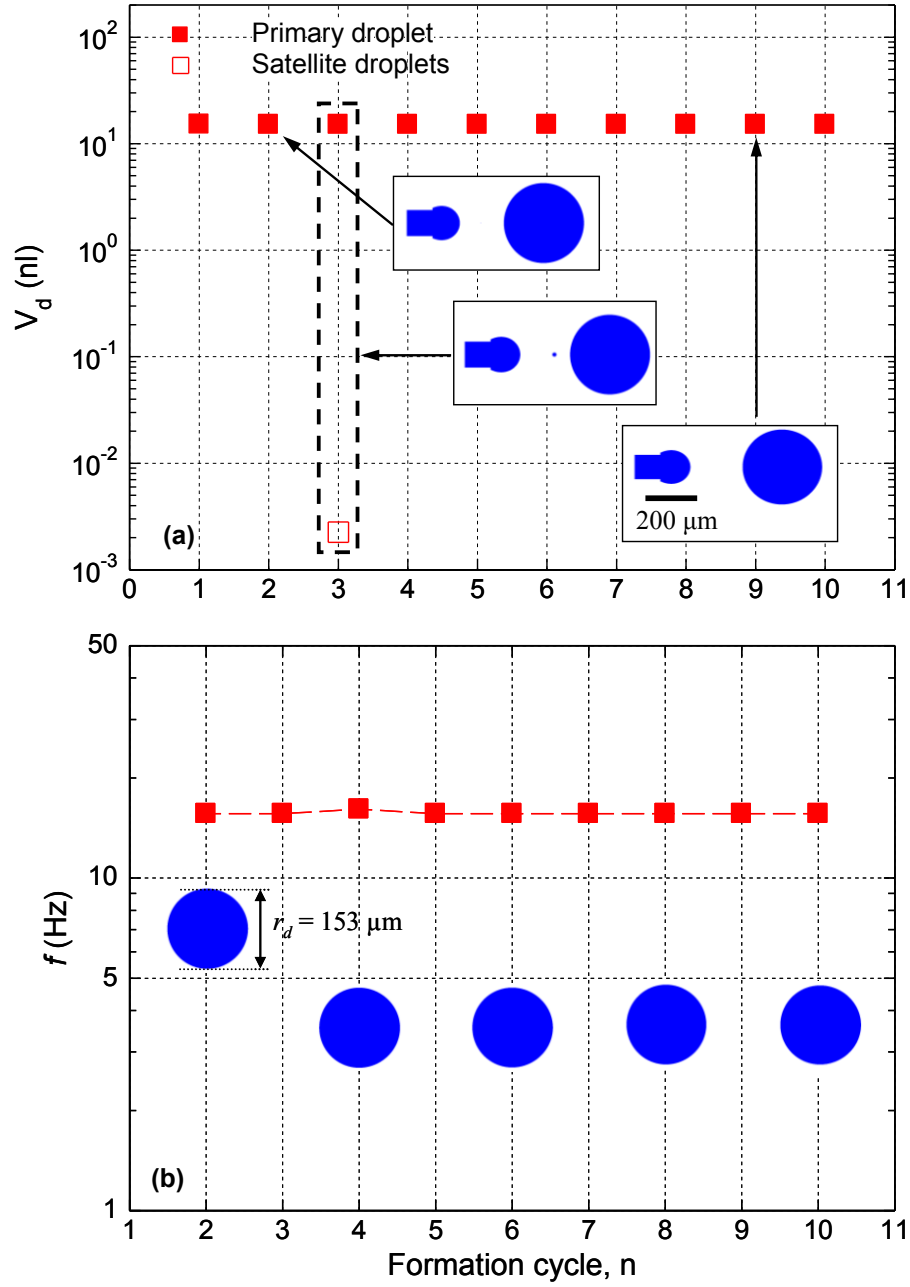 10²
Primary droplet
Satellite droplets
10¹
10⁰
10⁻¹
10⁻²
10⁻³
V_d (nl)
200 μm
(a)
0 1 2 3 4 5 6 7 8 9 10 11
50
10
5
1
f (Hz)
r_d = 153 μm
(b)
1 2 3 4 5 6 7 8 9 10 11
Formation cycle, n